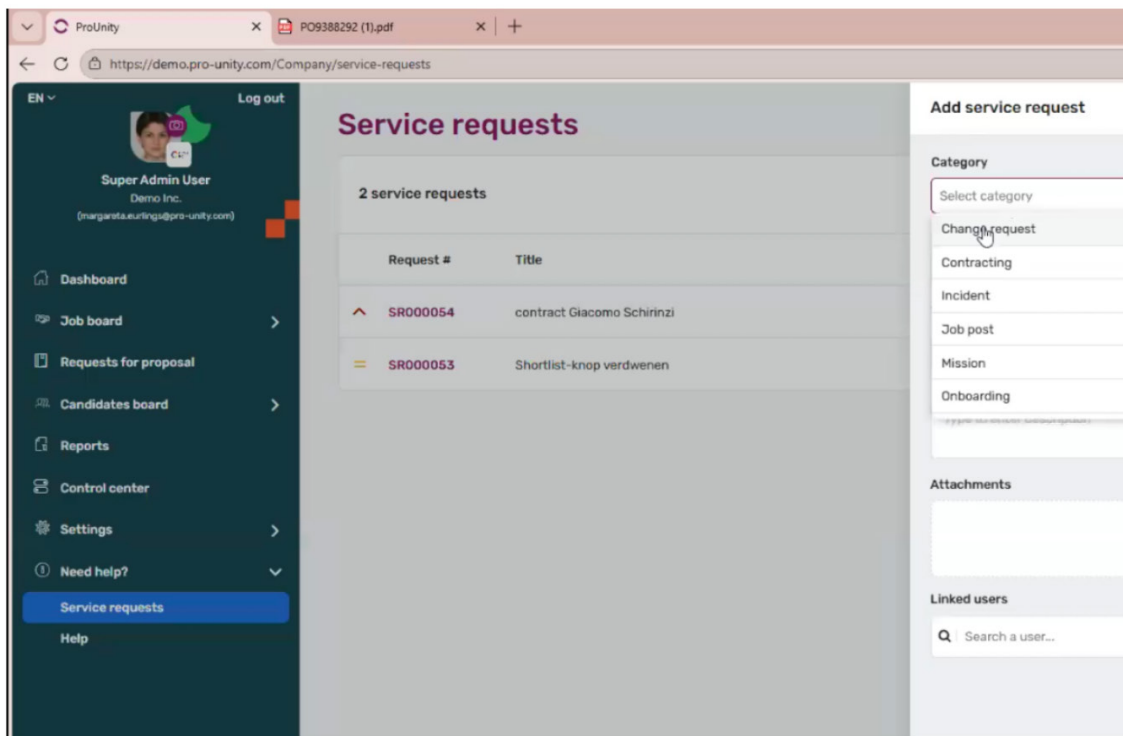 ProUnity
PO9388292 (1).pdf
https://demo.pro-unity.com/Company/service-requests
EN
Log out
Super Admin User
Demo Inc.
(margareta.eurlings@pro-unity.com)
Dashboard
Job board
Requests for proposal
Candidates board
Reports
Control center
Settings
Need help?
Service requests
Help
Service requests
2 service requests
Request # Title
SR000054 contract Giacomo Schirinzi
SR000053 Shortlist-knop verdwenen
Add service request
Category
Select category
Change request
Contracting
Incident
Job post
Mission
Onboarding
Type to enter description
Attachments
Linked users
Search a user...